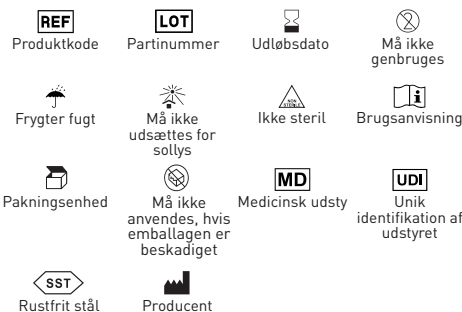 REF
LOT
Produktkode
Partinummer
Udløbsdato
Må ikke
genbruges
NON
STERILE
Frygter fugt
Må ikke
udsættes for
sollys
Ikke steril
Brugsanvisning
MD
UDI
Pakningsenhed
Må ikke
anvendes, hvis
emballagen er
beskadiget
Medicinsk udsty
Unik
identifikation af
udstyret
SST
Rustfrit stål
Producent